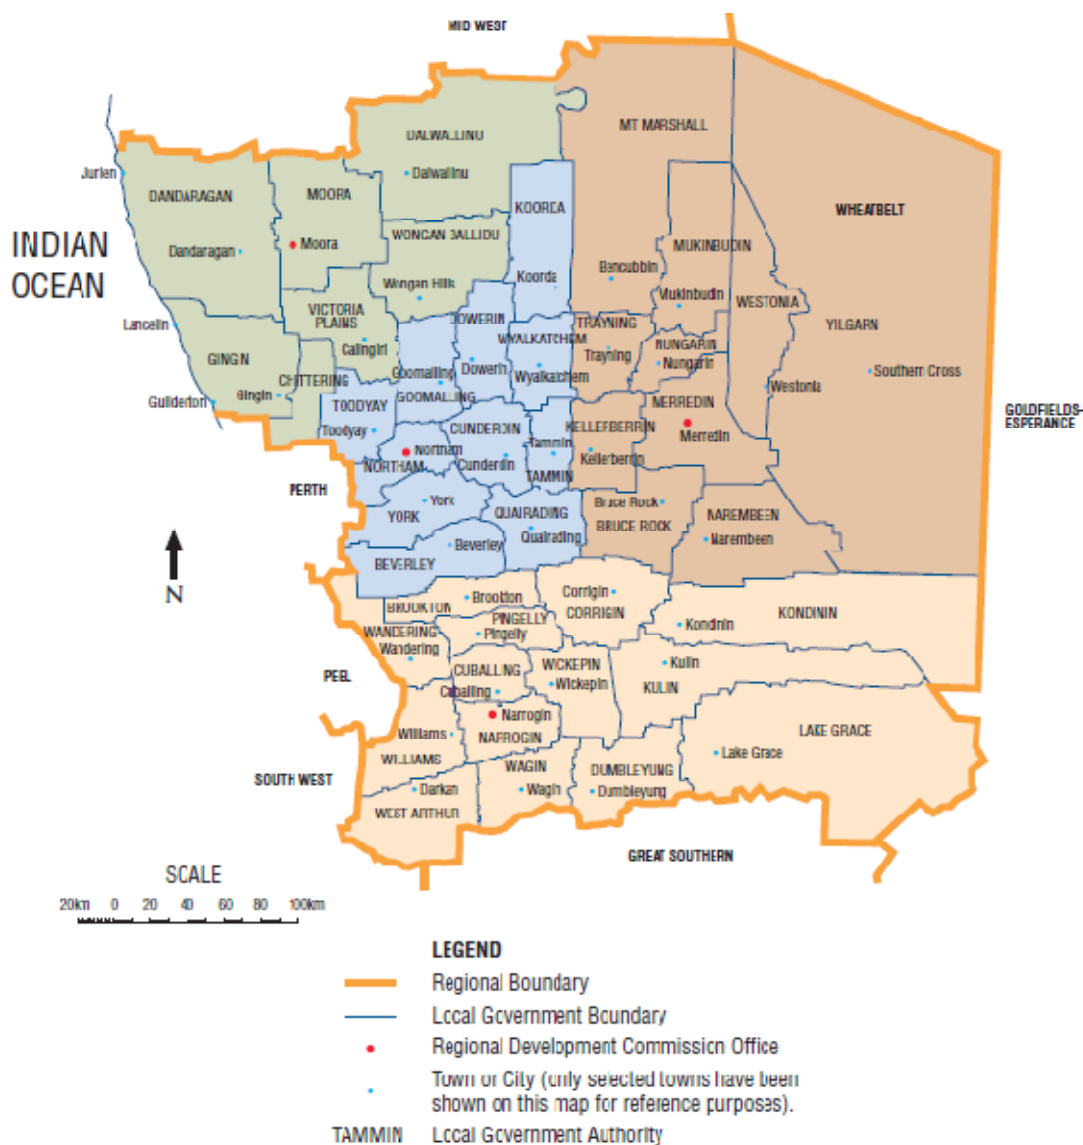 MID WEST
DALWALLINU
Dalwallinu
MT MARSHALL
Jurien
DANDARAGAN
MOORA
KOORDA
WHEATBELT
INDIAN
OCEAN
Dandaragan
Moora
WONGAN BALLIDU
MUKINBUDIN
Wongan Hills
Koorda
Bencubbin
Mukinbudin
WESTONIA
VICTORIA
PLAINS
Calingiri
DOWERIN
TRAYNING
YILGARN
Lancelin
GINGIN
WYALKATCHEM
NUNGARIN
Nungarin
CHITTERING
Goomalling
Dowerin
Wyalkatchem
Trayning
Southern Cross
Guilderton
Gingin
TOODYAY
GOOMALLING
Westonia
MERREDIN
Merredin
GOLDFIELDS-
ESPERANCE
Toodyay
CUNDERDIN
KELLERBERRIN
Northam
NORTHAM
Cunderdin
Tammin
TAMMIN
Kellerberrin
PERTH
York
YORK
QUAIRADING
Quairading
Bruce Rock
BRUCE ROCK
NAREMBEEN
Narembeen
Beverley
BEVERLEY
N
Brookton
BROOKTON
Corrigin
CORRIGIN
KONDININ
Kondinin
PINGELLY
Pingelly
WANDERING
Wandering
CUBALLING
Cuballing
WICKEPIN
Wickepin
Kulin
KULIN
PEEL
Narrogin
NARROGIN
Williams
WILLIAMS
LAKE GRACE
Lake Grace
SOUTH WEST
WAGIN
Wagin
DUMBLEYUNG
Dumbleyung
Darkan
WEST ARTHUR
GREAT SOUTHERN
SCALE
20km 0 20 40 60 80 100km
LEGEND
Regional Boundary
Local Government Boundary
Regional Development Commission Office
Town or City (only selected towns have been
shown on this map for reference purposes).
TAMMIN Local Government Authority